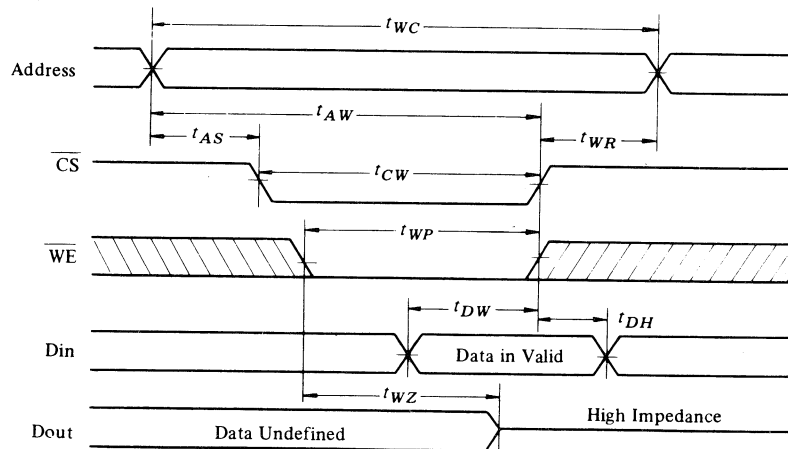 tWC
Address
tAW
tAS
tWR
CS
tCW
WE
tWP
tDW
tDH
Din
Data in Valid
tWZ
High Impedance
Dout
Data Undefined